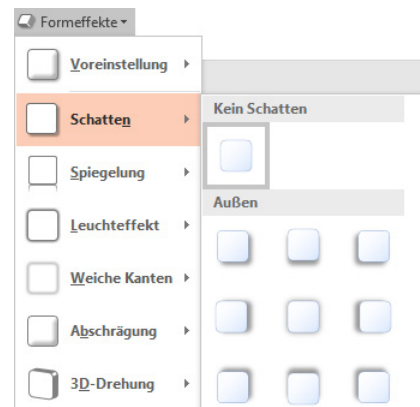 Formeffekte
Voreinstellung
Schatten
Spiegelung
Leuchteffekt
Weiche Kanten
Abschrägung
3D-Drehung
Kein Schatten
Außen